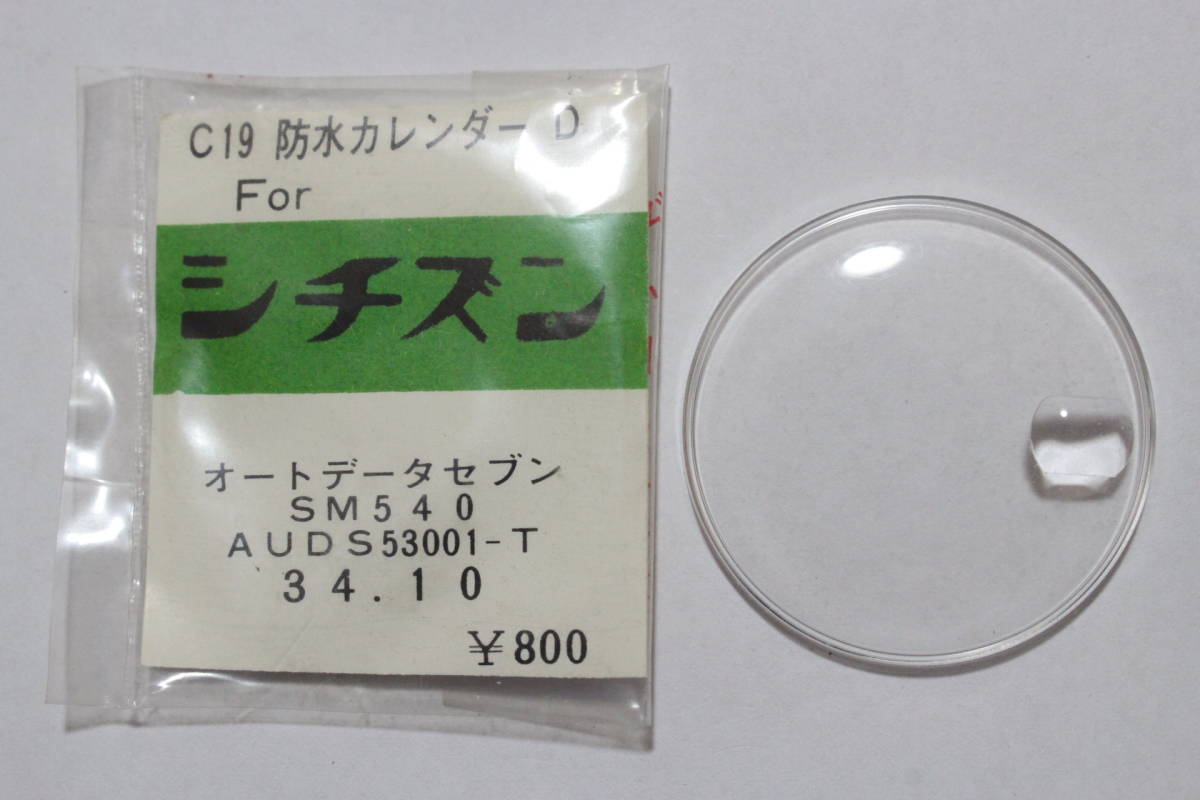 C19 防水カレンダー D
For
シチズン
オートデータセブン
SM540
AUDS53001-T
34.10
¥800